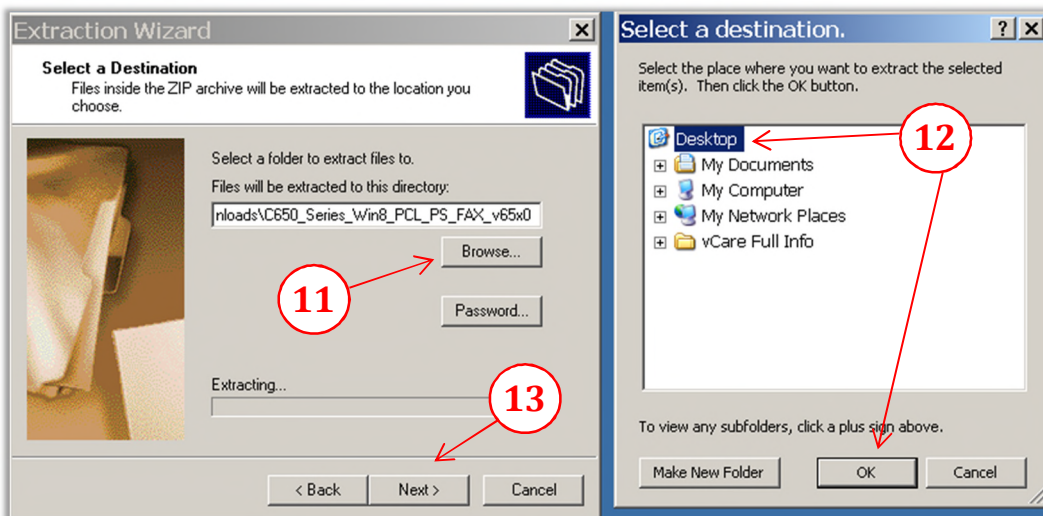 Extraction Wizard
Select a Destination
Files inside the ZIP archive will be extracted to the location you
choose.
Select a folder to extract files to.
Files will be extracted to this directory:
nloads\C650_Series_Win8_PCL_PS_FAX_v65x0
Browse...
11
Password...
Extracting...
13
< Back
Next >
Cancel
Select a destination.
Select the place where you want to extract the selected
item(s). Then click the OK button.
Desktop
12
My Documents
My Computer
My Network Places
vCare Full Info
To view any subfolders, click a plus sign above.
Make New Folder
OK
Cancel